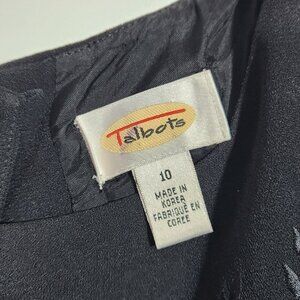 Talbots
10
MADE IN
KOREA
FABRIQUÉ EN
CORÉE